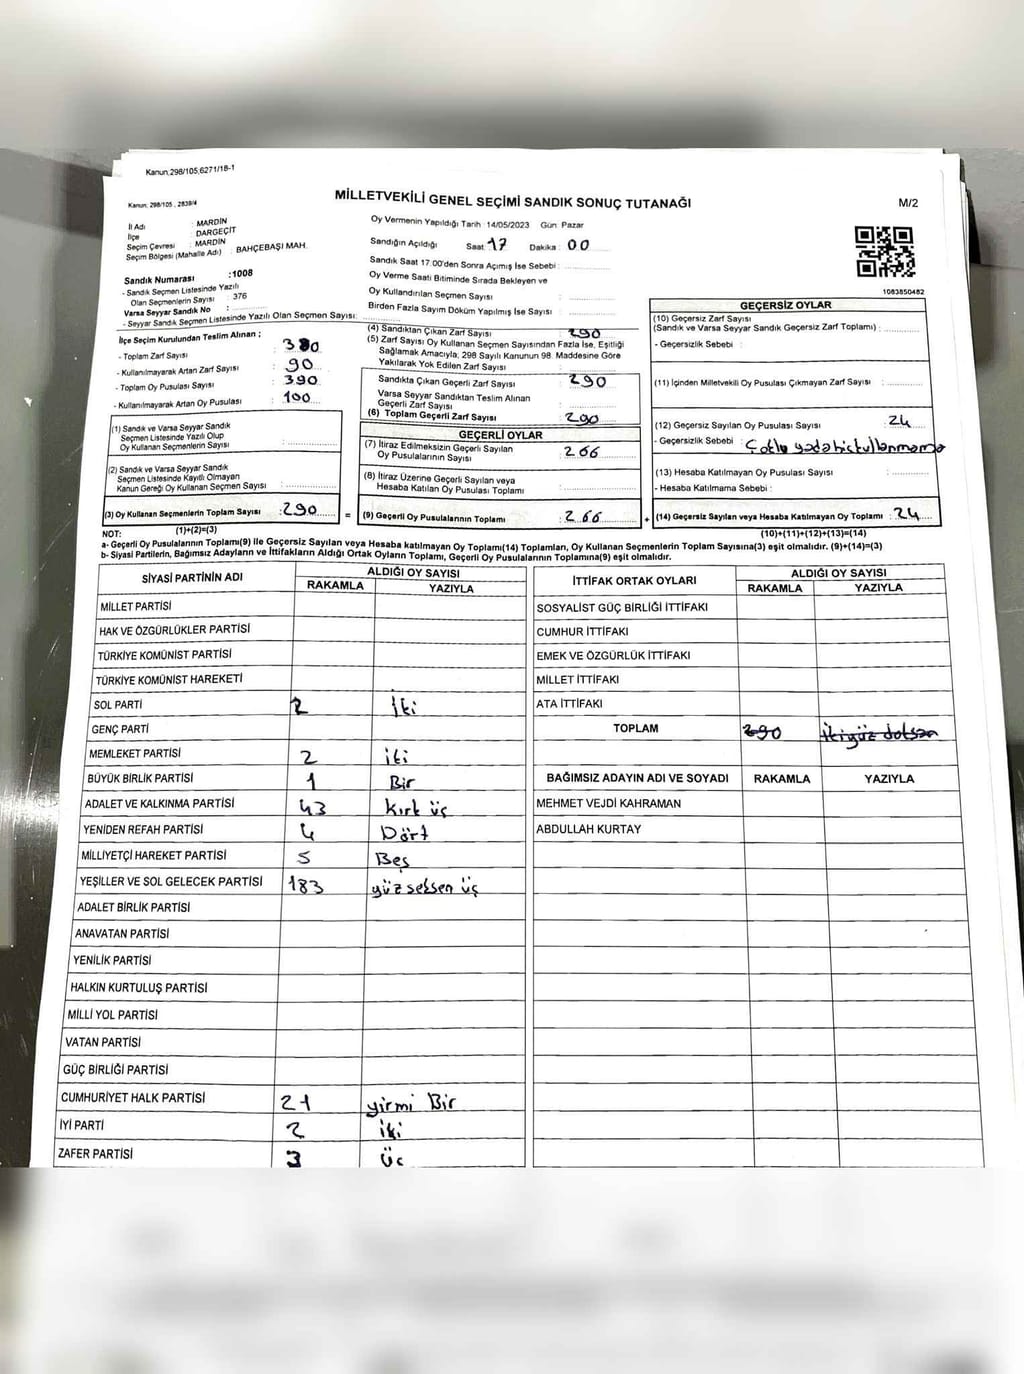 Kanun,298/105,6271/18-1
MİLLETVEKİLİ GENEL SEÇİMİ SANDIK SONUÇ TUTANAĞI
M/2
Kanun: 298/105 , 2839/4
İl Adı : MARDİN
İlçe : DARGEÇİT
Seçim Çevresi : MARDİN
Seçim Bölgesi (Mahalle Adı) : BAHÇEBAŞI MAH.
Sandık Numarası :1008
- Sandık Seçmen Listesinde Yazılı
Olan Seçmenlerin Sayısı : 376
Varsa Seyyar Sandık No :
- Seyyar Sandık Seçmen Listesinde Yazılı Olan Seçmen Sayısı:
Oy Vermenin Yapıldığı Tarih :14/05/2023 Gün: Pazar
Sandığın Açıldığı Saat: 17 Dakika : 00
Sandık Saat 17:00'den Sonra Açımış İse Sebebi :
Oy Verme Saati Bitiminde Sırada Bekleyen ve
Oy Kullandırılan Seçmen Sayısı :
Birden Fazla Sayım Döküm Yapılmış İse Sayısı :
1083850482
İlçe Seçim Kurulundan Teslim Alınan ;
- Toplam Zarf Sayısı : 380
- Kullanılmayarak Artan Zarf Sayısı : 90
- Toplam Oy Pusulası Sayısı : 390
- Kullanılmayarak Artan Oy Pusulası : 100
(1) Sandık ve Varsa Seyyar Sandık
Seçmen Listesinde Yazılı Olup
Oy Kullanan Seçmenlerin Sayısı :
(2) Sandık ve Varsa Seyyar Sandık
Seçmen Listesinde Kayıtlı Olmayan
Kanun Gereği Oy Kullanan Seçmen Sayısı :
(3) Oy Kullanan Seçmenlerin Toplam Sayısı :290
(1)+(2)=(3)
=
(4) Sandıktan Çıkan Zarf Sayısı : 290
(5) Zarf Sayısı Oy Kullanan Seçmen Sayısından Fazla İse, Eşitliği
Sağlamak Amacıyla, 298 Sayılı Kanunun 98. Maddesine Göre
Yakılarak Yok Edilen Zarf Sayısı :
Sandıkta Çıkan Geçerli Zarf Sayısı : 290
Varsa Seyyar Sandıktan Teslim Alınan
Geçerli Zarf Sayısı :
(6) Toplam Geçerli Zarf Sayısı : 290
GEÇERLİ OYLAR
(7) İtiraz Edilmeksizin Geçerli Sayılan
Oy Pusulalarının Sayısı : 266
(8) İtiraz Üzerine Geçerli Sayılan veya
Hesaba Katılan Oy Pusulası Toplamı :
(9) Geçerli Oy Pusulalarının Toplamı : 266
+
GEÇERSİZ OYLAR
(10) Geçersiz Zarf Sayısı
(Sandık ve Varsa Seyyar Sandık Geçersiz Zarf Toplamı) :
- Geçersizlik Sebebi :
(11) İçinden Milletvekili Oy Pusulası Çıkmayan Zarf Sayısı :
(12) Geçersiz Sayılan Oy Pusulası Sayısı : 24
- Geçersizlik Sebebi :
(13) Hesaba Katılmayan Oy Pusulası Sayısı :
- Hesaba Katılmama Sebebi :
(14) Geçersiz Sayılan veya Hesaba Katılmayan Oy Toplamı : 24
(10)+(11)+(12)+(13)=(14)
NOT:
a- Geçerli Oy Pusulalarının Toplamı(9) ile Geçersiz Sayılan veya Hesaba katılmayan Oy Toplamı(14) Toplamları, Oy Kullanan Seçmenlerin Toplam Sayısına(3) eşit olmalıdır. (9)+(14)=(3)
b- Siyasi Partilerin, Bağımsız Adayların ve İttifakların Aldığı Ortak Oyların Toplamı, Geçerli Oy Pusulalarının Toplamına(9) eşit olmalıdır.
SİYASİ PARTİNİN ADI ALDIĞI OY SAYISI
RAKAMLA YAZIYLA
MİLLET PARTİSİ
HAK VE ÖZGÜRLÜKLER PARTİSİ
TÜRKİYE KOMÜNİST PARTİSİ
TÜRKİYE KOMÜNİST HAREKETİ
SOL PARTİ 2 İki
GENÇ PARTİ
MEMLEKET PARTİSİ 2 iki
BÜYÜK BİRLİK PARTİSİ 1 Bir
ADALET VE KALKINMA PARTİSİ 43 Kırk üç
YENİDEN REFAH PARTİSİ 4 Dört
MİLLİYETÇİ HAREKET PARTİSİ 5 Beş
YEŞİLLER VE SOL GELECEK PARTİSİ 183 yüz seksen üç
ADALET BİRLİK PARTİSİ
ANAVATAN PARTİSİ
YENİLİK PARTİSİ
HALKIN KURTULUŞ PARTİSİ
MİLLİ YOL PARTİSİ
VATAN PARTİSİ
GÜÇ BİRLİĞİ PARTİSİ
CUMHURİYET HALK PARTİSİ 21 yirmi Bir
İYİ PARTİ 2 iki
ZAFER PARTİSİ 3 üç
İTTİFAK ORTAK OYLARI ALDIĞI OY SAYISI
RAKAMLA YAZIYLA
SOSYALİST GÜÇ BİRLİĞİ İTTİFAKI
CUMHUR İTTİFAKI
EMEK VE ÖZGÜRLÜK İTTİFAKI
MİLLET İTTİFAKI
ATA İTTİFAKI
TOPLAM 290 ikiyüz doksan
BAĞIMSIZ ADAYIN ADI VE SOYADI RAKAMLA YAZIYLA
MEHMET VEJDİ KAHRAMAN
ABDULLAH KURTAY